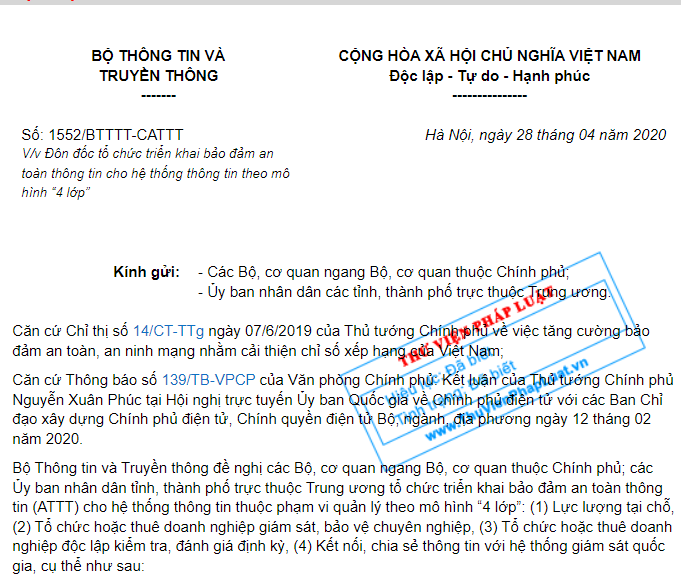 BỘ THÔNG TIN VÀ
TRUYỀN THÔNG
-------
CỘNG HÒA XÃ HỘI CHỦ NGHĨA VIỆT NAM
Độc lập - Tự do - Hạnh phúc
---------------
Số: 1552/BTTTT-CATTT
V/v Đôn đốc tổ chức triển khai bảo đảm an
toàn thông tin cho hệ thống thông tin theo mô
hình “4 lớp”
Hà Nội, ngày 28 tháng 04 năm 2020
Kính gửi:
- Các Bộ, cơ quan ngang Bộ, cơ quan thuộc Chính phủ;
- Ủy ban nhân dân các tỉnh, thành phố trực thuộc Trung ương.
Căn cứ Chỉ thị số 14/CT-TTg ngày 07/6/2019 của Thủ tướng Chính phủ về việc tăng cường bảo
đảm an toàn, an ninh mạng nhằm cải thiện chỉ số xếp hạng của Việt Nam;
Căn cứ Thông báo số 139/TB-VPCP của Văn phòng Chính phủ: Kết luận của Thủ tướng Chính phủ
Nguyễn Xuân Phúc tại Hội nghị trực tuyến Ủy ban Quốc gia về Chính phủ điện tử với các Ban Chỉ
đạo xây dựng Chính phủ điện tử, Chính quyền điện tử Bộ, ngành, địa phương ngày 12 tháng 02
năm 2020.
Bộ Thông tin và Truyền thông đề nghị các Bộ, cơ quan ngang Bộ, cơ quan thuộc Chính phủ; các
Ủy ban nhân dân tỉnh, thành phố trực thuộc Trung ương tổ chức triển khai bảo đảm an toàn thông
tin (ATTT) cho hệ thống thông tin thuộc phạm vi quản lý theo mô hình “4 lớp”: (1) Lực lượng tại chỗ,
(2) Tổ chức hoặc thuê doanh nghiệp giám sát, bảo vệ chuyên nghiệp, (3) Tổ chức hoặc thuê doanh
nghiệp độc lập kiểm tra, đánh giá định kỳ, (4) Kết nối, chia sẻ thông tin với hệ thống giám sát quốc
gia, cụ thể như sau:
THƯ VIỆN PHÁP LUẬT
Hiệu lực: Đã biết
Tình trạng: Đã biết
www.ThuVienPhapLuat.vn